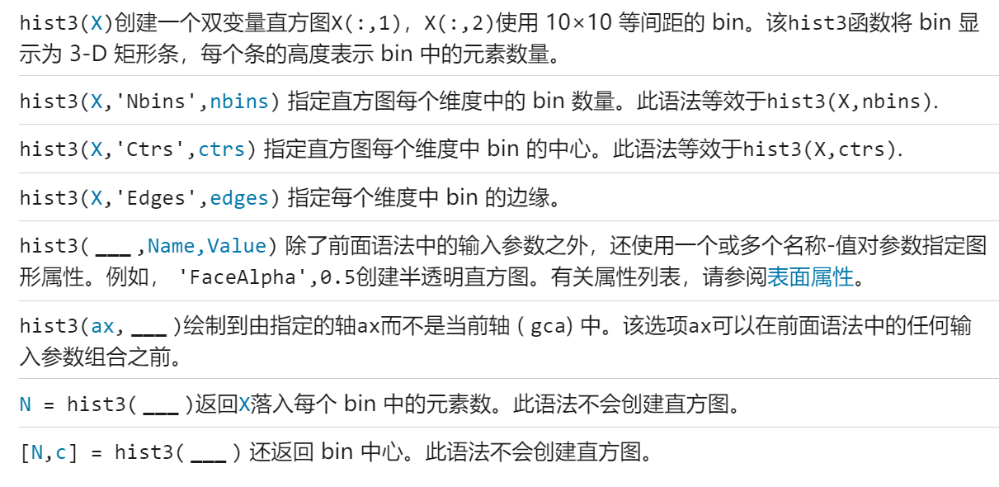 hist3(X)创建一个双变量直方图X(:,1)，X(:,2)使用 10×10 等间距的 bin。该hist3函数将 bin 显
示为 3-D 矩形条，每个条的高度表示 bin 中的元素数量。
hist3(X,'Nbins',nbins) 指定直方图每个维度中的 bin 数量。此语法等效于hist3(X,nbins).
hist3(X,'Ctrs',ctrs) 指定直方图每个维度中 bin 的中心。此语法等效于hist3(X,ctrs).
hist3(X,'Edges',edges) 指定每个维度中 bin 的边缘。
hist3( ___ ,Name,Value) 除了前面语法中的输入参数之外，还使用一个或多个名称-值对参数指定图
形属性。例如， 'FaceAlpha',0.5创建半透明直方图。有关属性列表，请参阅表面属性。
hist3(ax, ___ )绘制到由指定的轴ax而不是当前轴 ( gca) 中。该选项ax可以在前面语法中的任何输
入参数组合之前。
N = hist3( ___ )返回X落入每个 bin 中的元素数。此语法不会创建直方图。
[N,c] = hist3( ___ ) 还返回 bin 中心。此语法不会创建直方图。